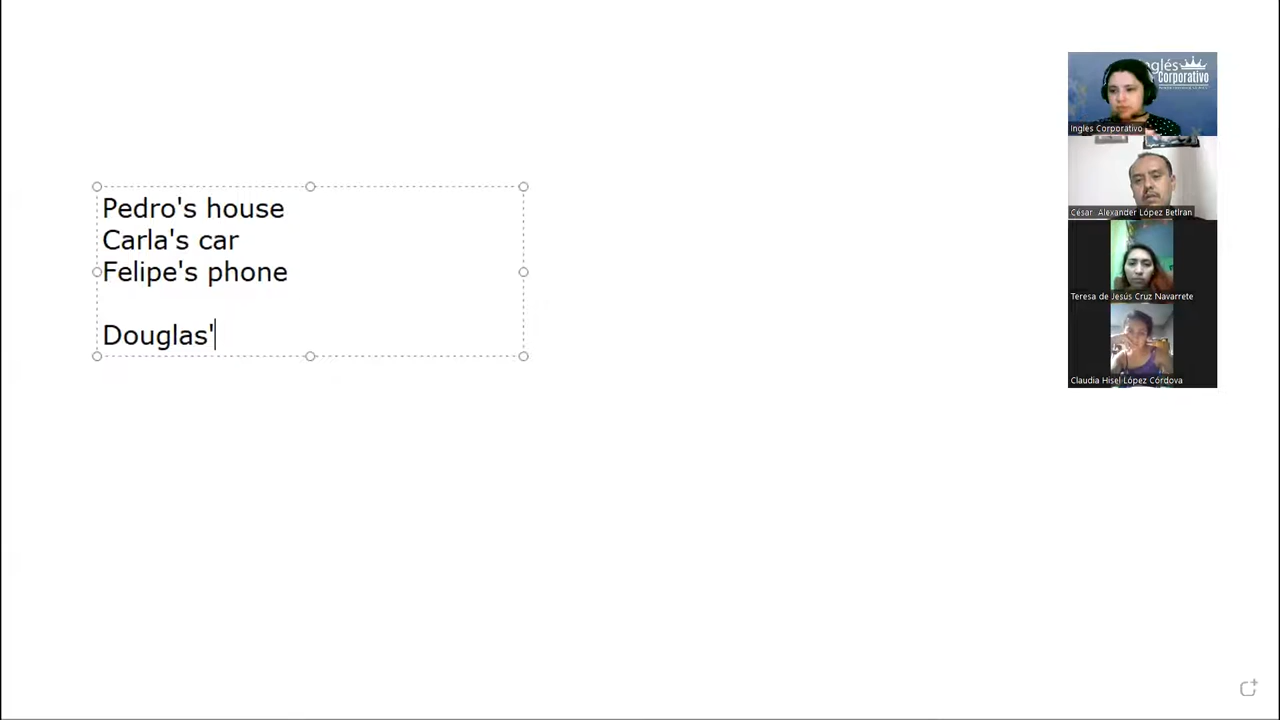 Pedro's house
Carla's car
Felipe's phone
Douglas'
Inglés
Corporativo
Ingles Corporativo
César Alexander López Betlran
Teresa de Jesús Cruz Navarrete
Claudia Hisel López Córdova